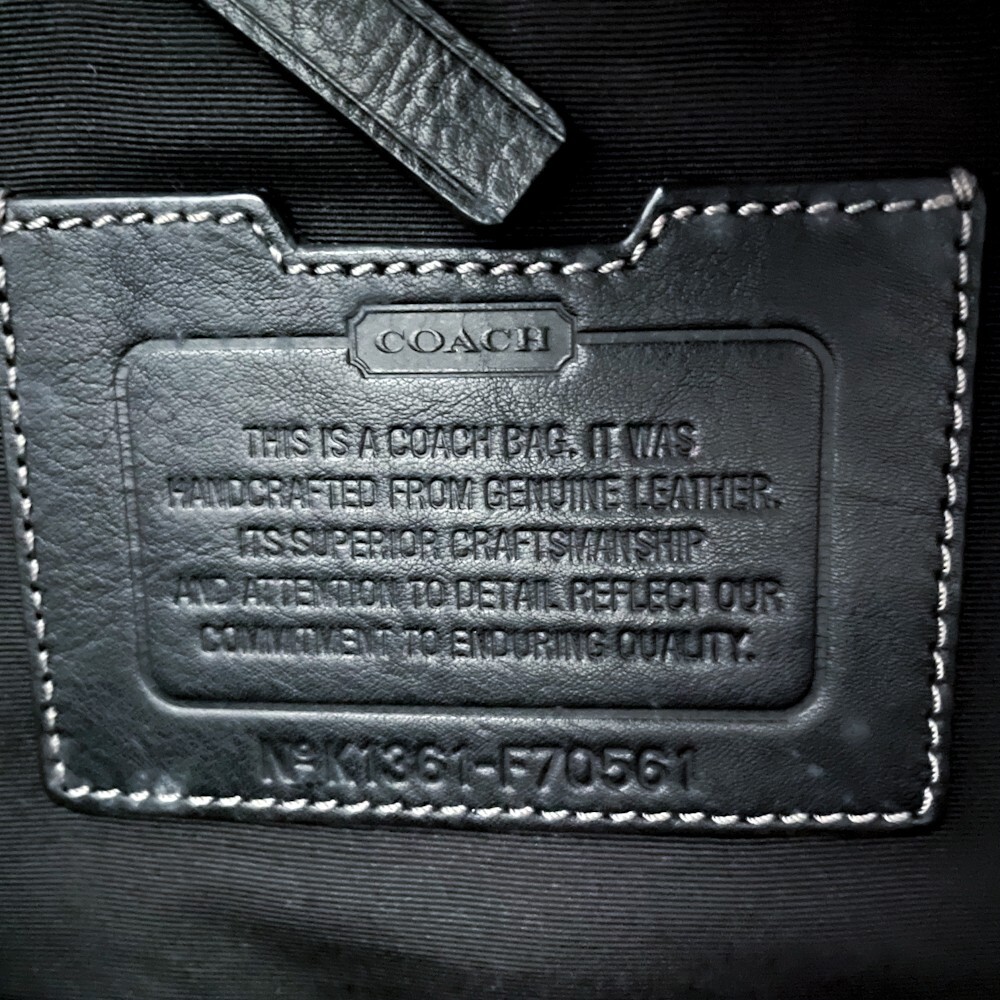 COACH
THIS IS A COACH BAG. IT WAS
HANDCRAFTED FROM GENUINE LEATHER.
ITS SUPERIOR CRAFTSMANSHIP
AND ATTENTION TO DETAIL REFLECT OUR
COMMITMENT TO ENDURING QUALITY.
Nº K1361-F70561